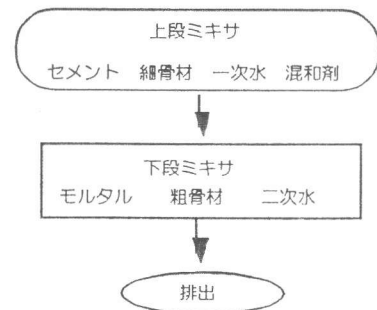 上段ミキサ
セメント 細骨材 一次水 混和剤
下段ミキサ
モルタル 粗骨材 二次水
排出